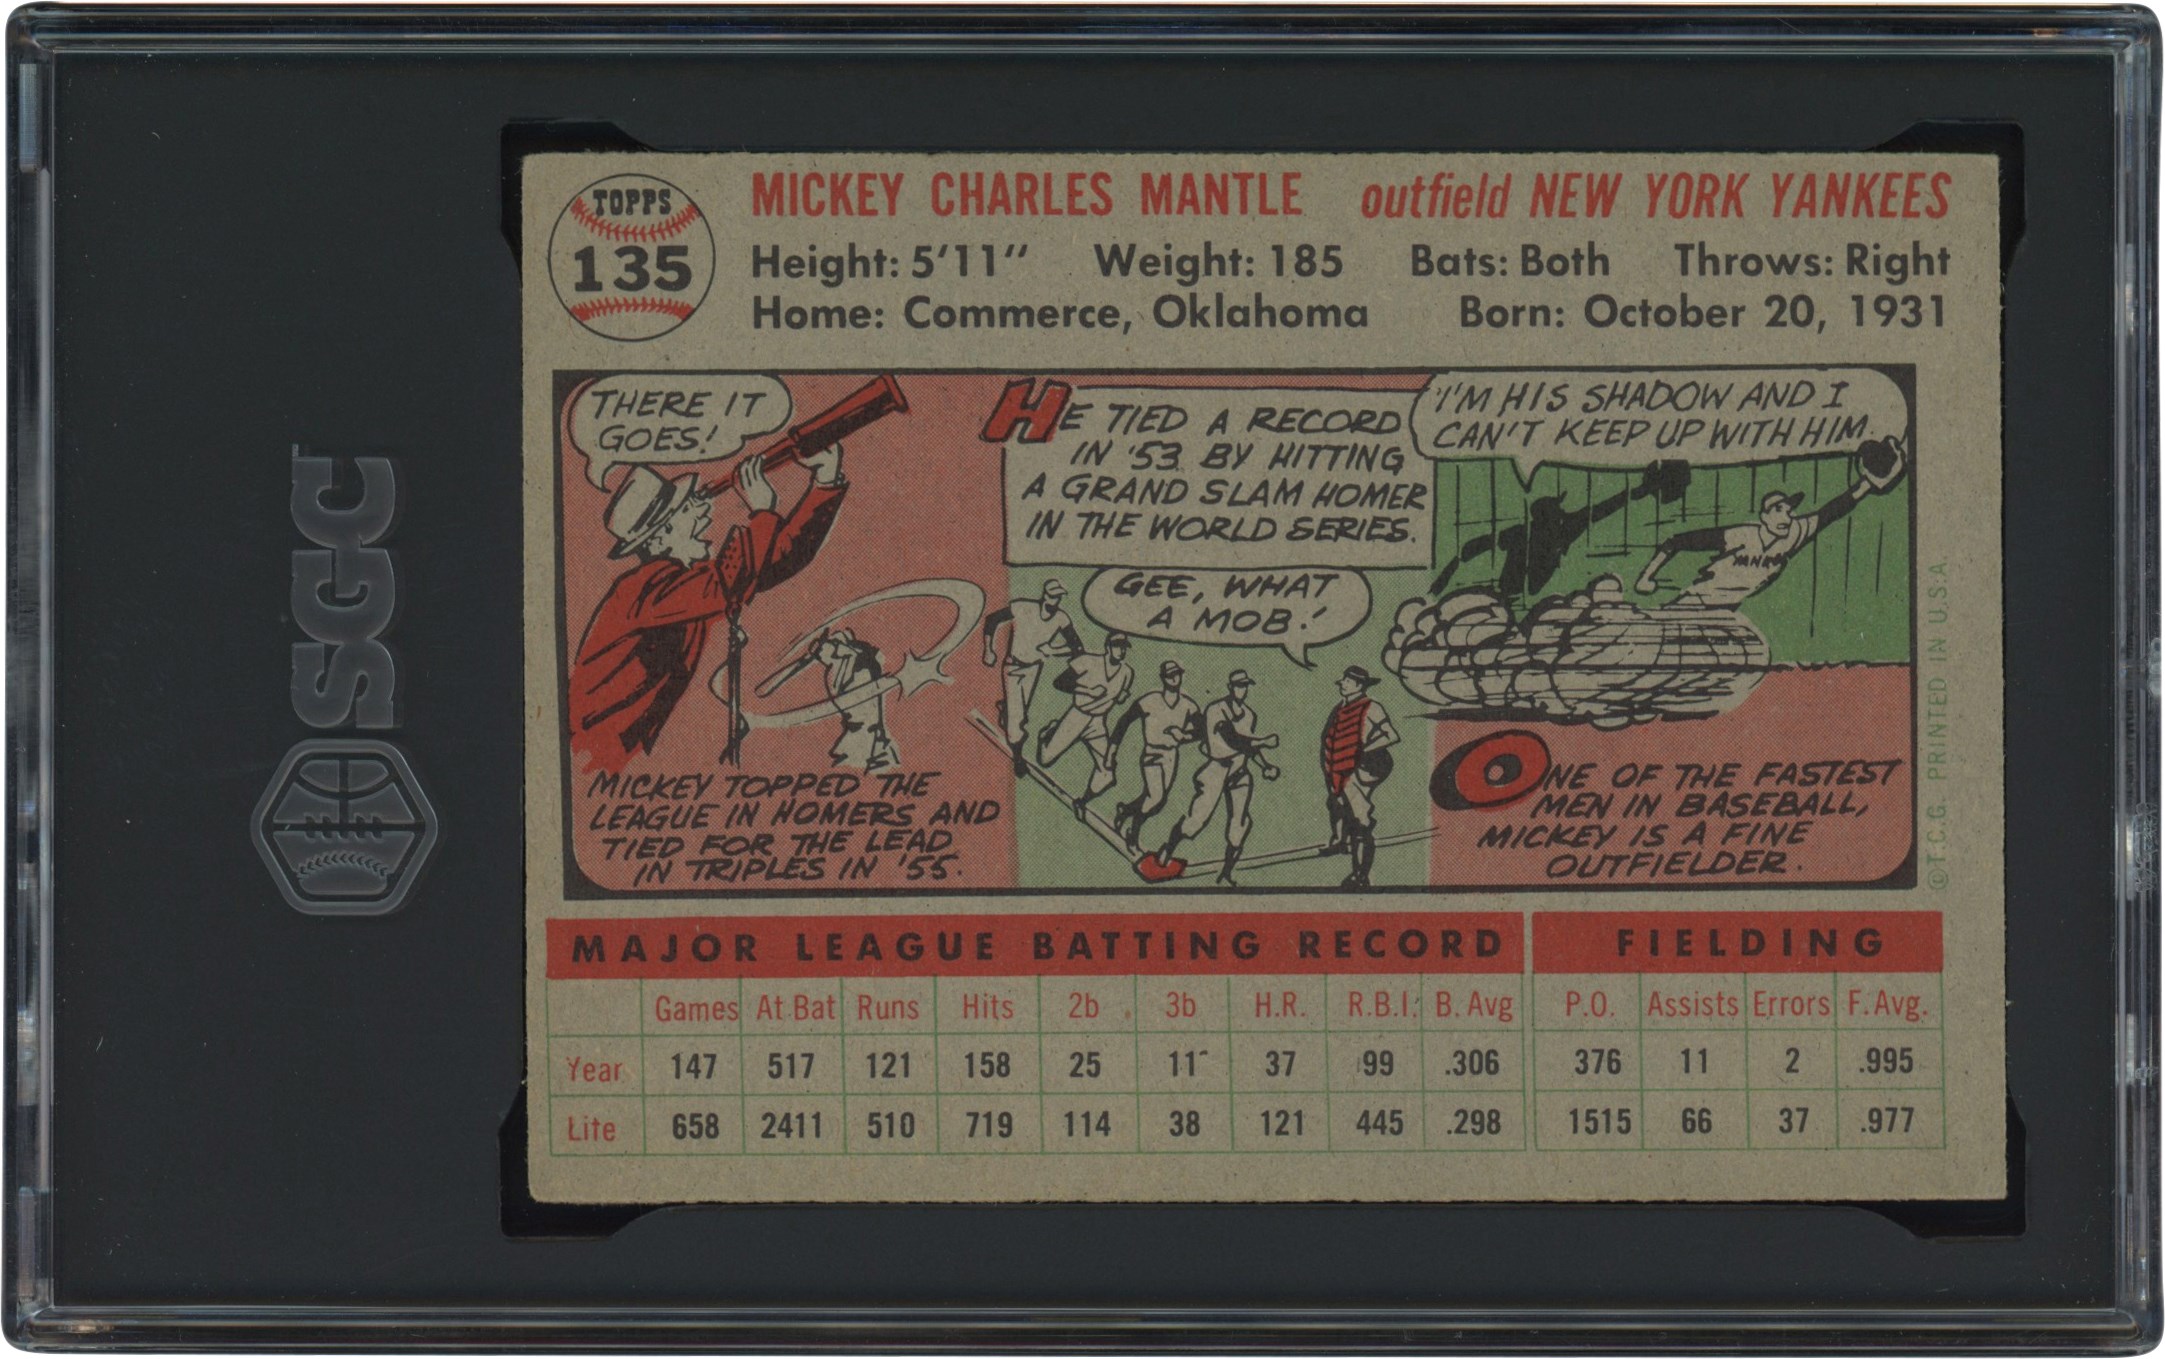 SGC
TOPPS
135
MICKEY CHARLES MANTLE outfield NEW YORK YANKEES
Height: 5'11" Weight: 185 Bats: Both Throws: Right
Home: Commerce, Oklahoma Born: October 20, 1931
THERE IT
GOES!
MICKEY TOPPED THE
LEAGUE IN HOMERS AND
TIED FOR THE LEAD
IN TRIPLES IN '55.
HE TIED A RECORD
IN '53 BY HITTING
A GRAND SLAM HOMER
IN THE WORLD SERIES.
GEE, WHAT
A MOB!
I'M HIS SHADOW AND I
CAN'T KEEP UP WITH HIM.
YANK
ONE OF THE FASTEST
MEN IN BASEBALL,
MICKEY IS A FINE
OUTFIELDER.
© T.C.G. PRINTED IN U.S.A.
MAJOR LEAGUE BATTING RECORD FIELDING
Games At Bat Runs Hits 2b 3b H.R. R.B.I. B. Avg P.O. Assists Errors F. Avg.
Year 147 517 121 158 25 11 37 99 .306 376 11 2 .995
Life 658 2411 510 719 114 38 121 445 .298 1515 66 37 .977